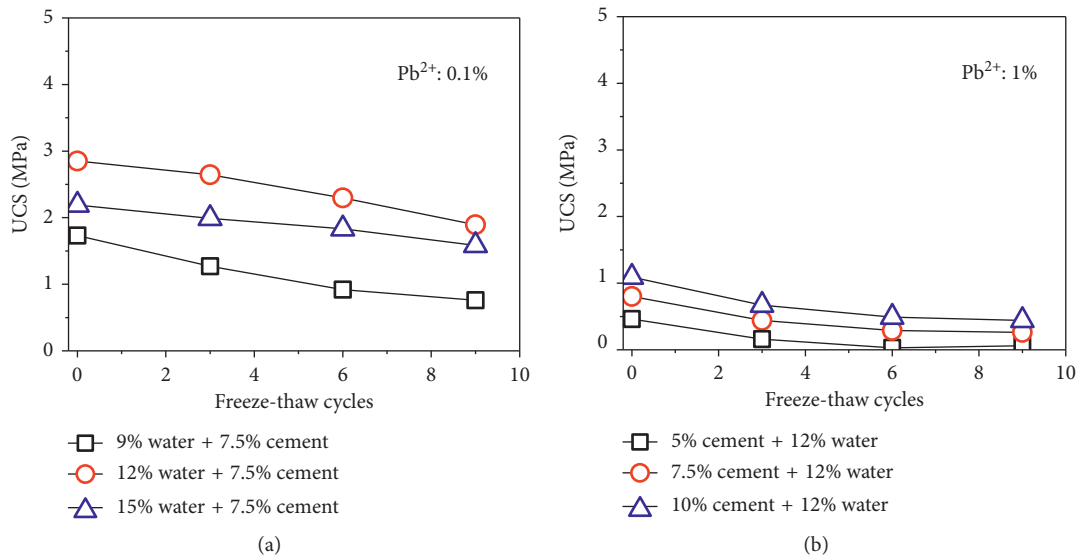 5
4
3
2
1
0
UCS (MPa)
Pb²⁺: 0.1%
0
2
4
6
8
10
Freeze-thaw cycles
9% water + 7.5% cement
12% water + 7.5% cement
15% water + 7.5% cement
(a)
5
4
3
2
1
0
UCS (MPa)
Pb²⁺: 1%
0
2
4
6
8
10
Freeze-thaw cycles
5% cement + 12% water
7.5% cement + 12% water
10% cement + 12% water
(b)